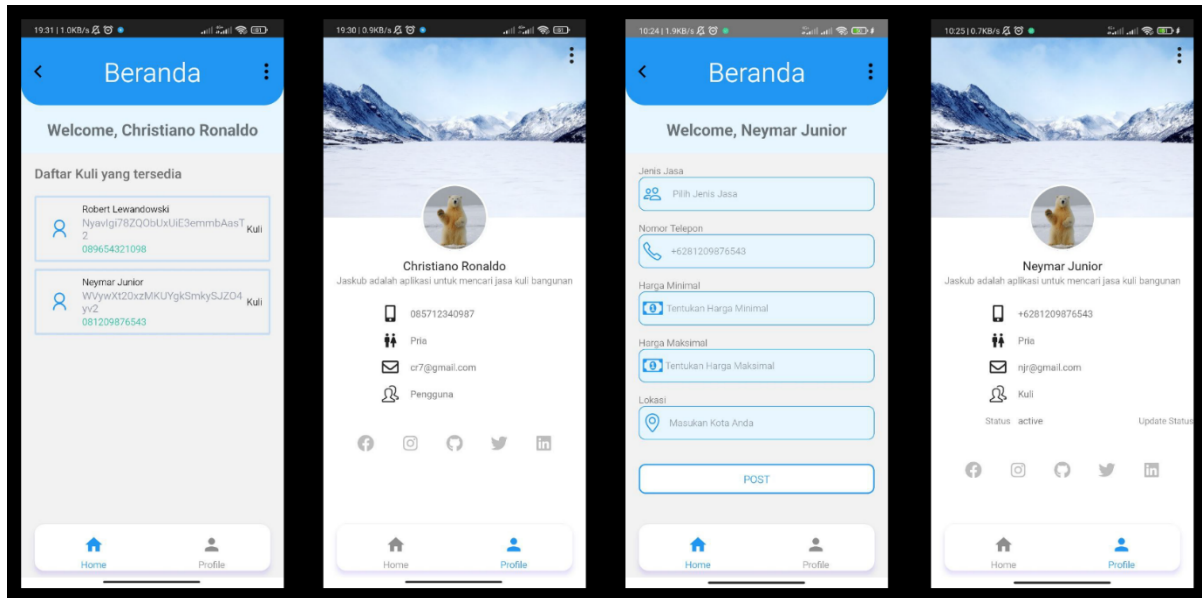 19:31 | 1.0KB/s
Beranda
Welcome, Christiano Ronaldo
Daftar Kuli yang tersedia
Robert Lewandowski
NyavIgi78ZQObUxUiE3emmbAasT
2
Kuli
089654321098
Neymar Junior
WVywXt20xzMKUYgkSmkySJZO4
yv2
Kuli
081209876543
Home
Profile
19:30 | 0.9KB/s
Christiano Ronaldo
Jaskub adalah aplikasi untuk mencari jasa kuli bangunan
085712340987
Pria
cr7@gmail.com
Pengguna
Home
Profile
10:24 | 1.9KB/s
Beranda
Welcome, Neymar Junior
Jenis Jasa
Pilih Jenis Jasa
Nomor Telepon
+6281209876543
Harga Minimal
Tentukan Harga Minimal
Harga Maksimal
Tentukan Harga Maksimal
Lokasi
Masukan Kota Anda
POST
Home
Profile
10:25 | 0.7KB/s
Neymar Junior
Jaskub adalah aplikasi untuk mencari jasa kuli bangunan
+6281209876543
Pria
njr@gmail.com
Kuli
Status active Update Status
Home
Profile